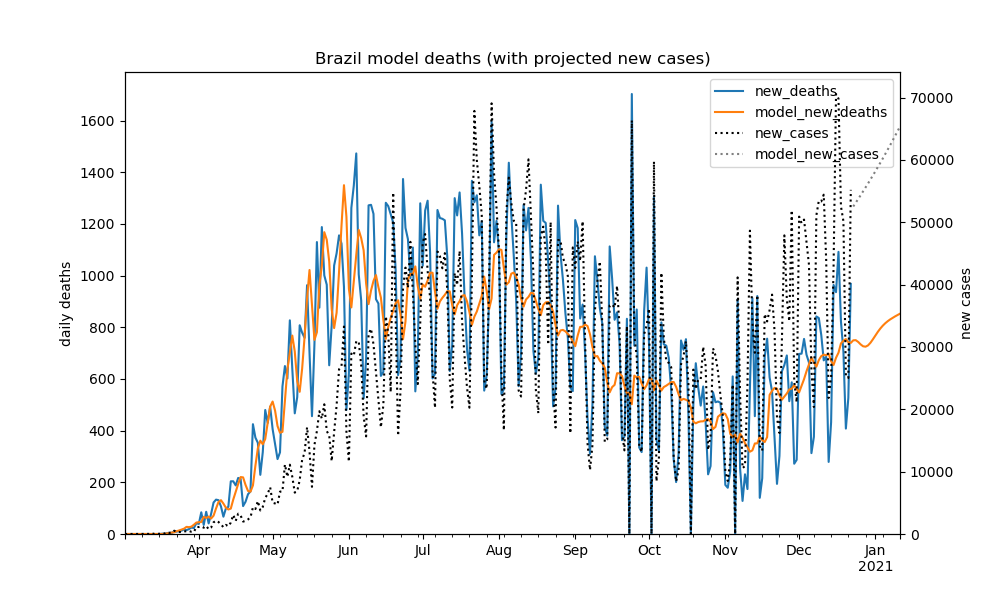 Brazil model deaths (with projected new cases)
new_deaths
model_new_deaths
new_cases
model_new_cases
1600
1400
1200
1000
800
600
400
200
0
daily deaths
70000
60000
50000
40000
30000
20000
10000
0
new cases
Apr May Jun Jul Aug Sep Oct Nov Dec Jan
2021